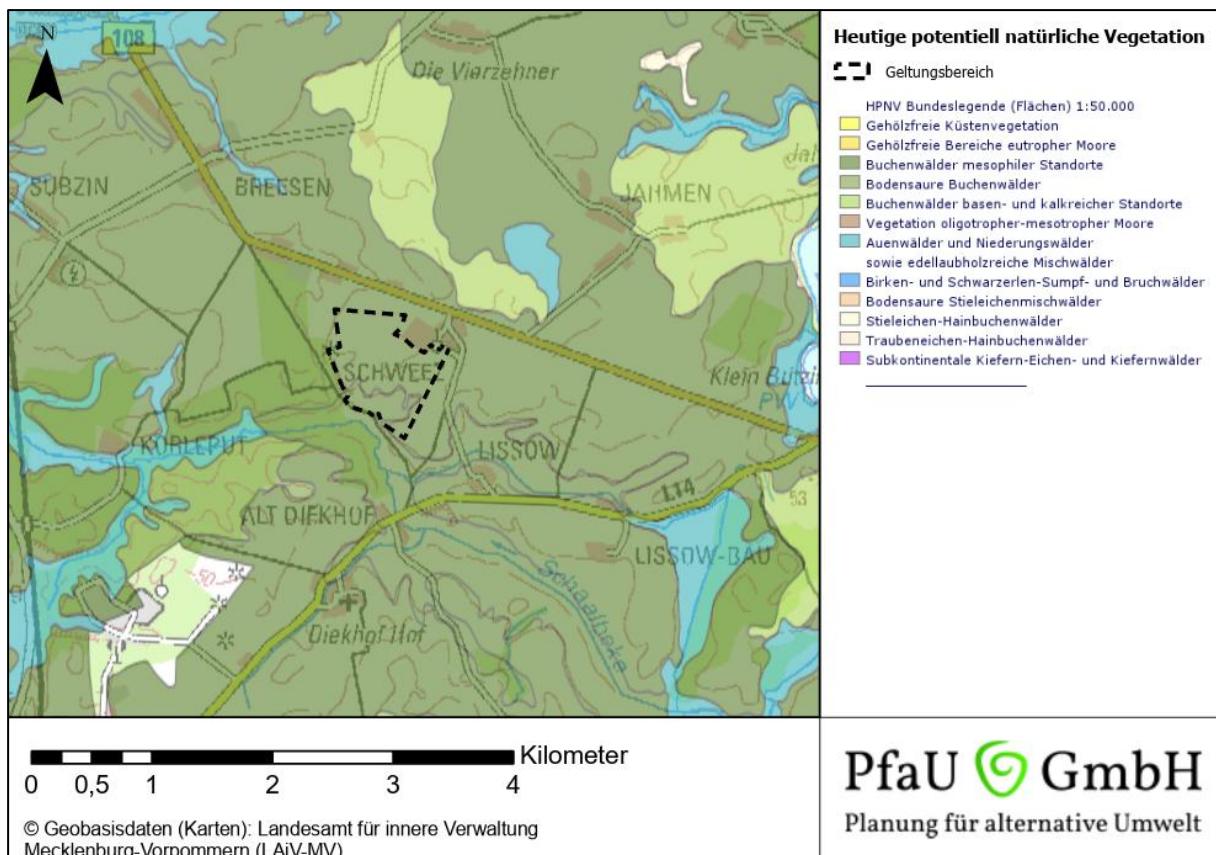 N
108
Die Vierzehner
SUBZIN
BREESEN
JAHMEN
SCHWEEZ
Klein Butzin
PVV
KORLEPUT
LISSOW
L14
53
ALT DIEKHOF
LISSOW-BAU
50
Schaalbeke
Diekhof Hof
Heutige potentiell natürliche Vegetation
Geltungsbereich
HPNV Bundeslegende (Flächen) 1:50.000
Gehölzfreie Küstenvegetation
Gehölzfreie Bereiche eutropher Moore
Buchenwälder mesophiler Standorte
Bodensaure Buchenwälder
Buchenwälder basen- und kalkreicher Standorte
Vegetation oligotropher-mesotropher Moore
Auenwälder und Niederungswälder
sowie edellaubholzreiche Mischwälder
Birken- und Schwarzerlen-Sumpf- und Bruchwälder
Bodensaure Stieleichenmischwälder
Stieleichen-Hainbuchenwälder
Traubeneichen-Hainbuchenwälder
Subkontinentale Kiefern-Eichen- und Kiefernwälder
Kilometer
0 0,5 1 2 3 4
© Geobasisdaten (Karten): Landesamt für innere Verwaltung
Mecklenburg-Vorpommern (LAiV-MV)
PfaU GmbH
Planung für alternative Umwelt